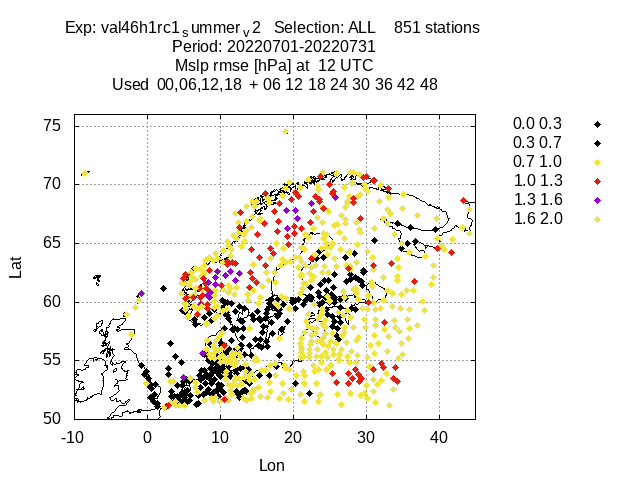 Exp: val46h1rc1summerv2 Selection: ALL 851 stations
Period: 20220701-20220731
Mslp rmse [hPa] at 12 UTC
Used 00,06,12,18 + 06 12 18 24 30 36 42 48
0.0 0.3
0.3 0.7
0.7 1.0
1.0 1.3
1.3 1.6
1.6 2.0
75
70
65
60
55
50
Lat
-10 0 10 20 30 40
Lon